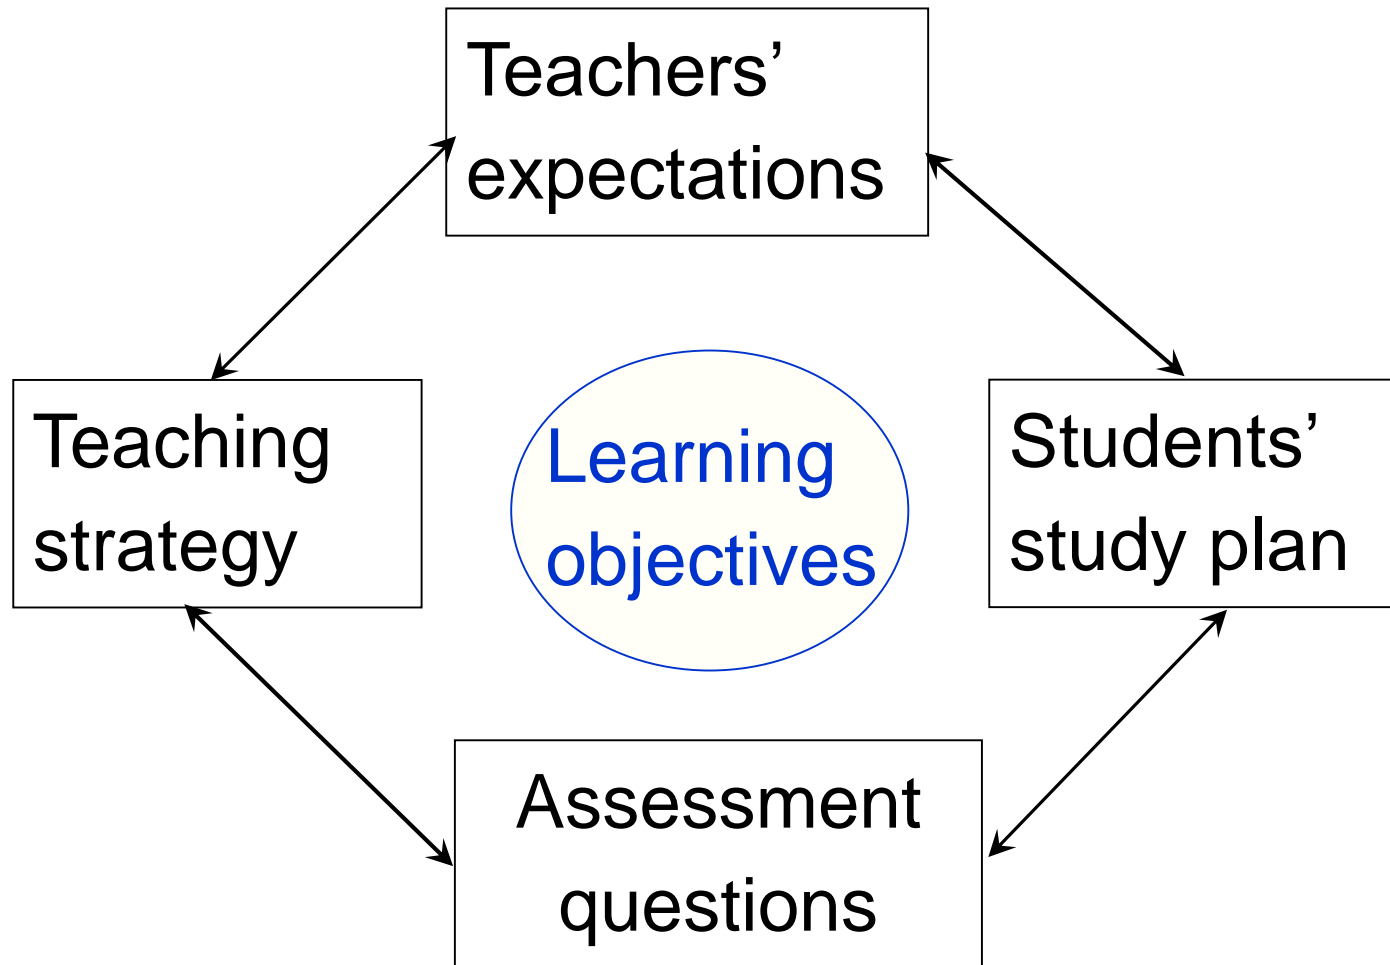 Teachers’
expectations
Teaching
strategy
Learning
objectives
Students’
study plan
Assessment
questions